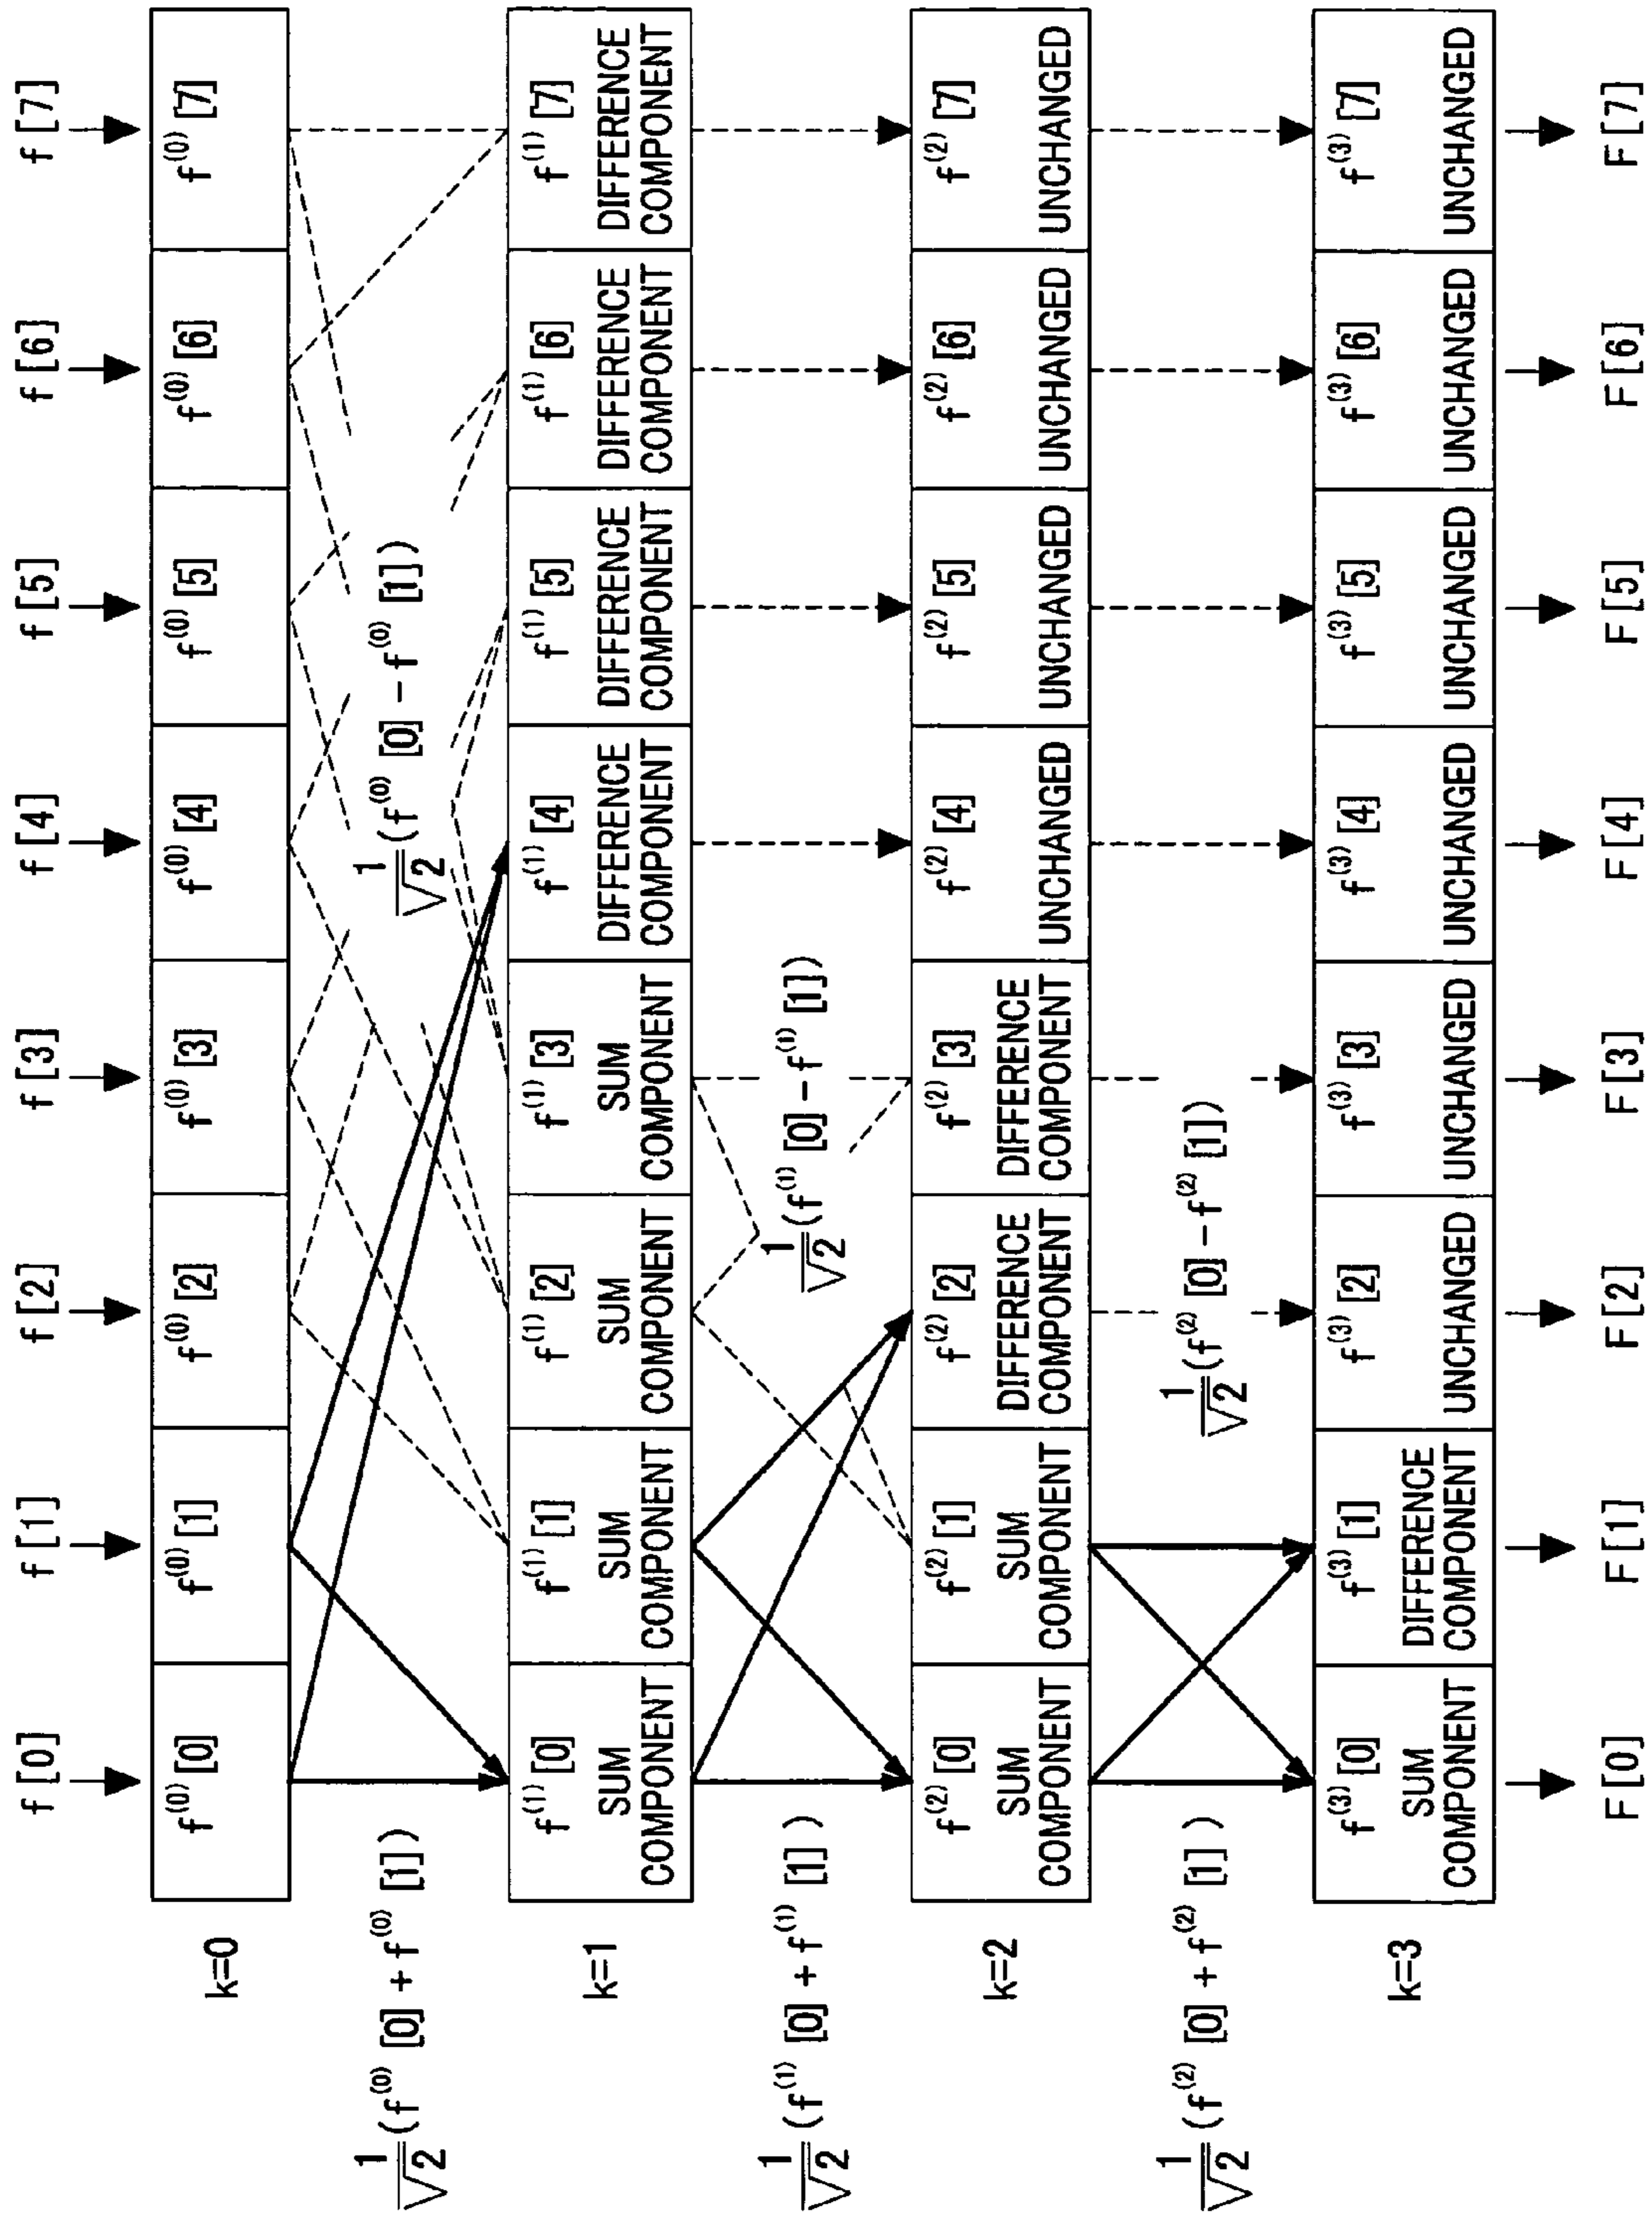 f[0] f[1] f[2] f[3] f[4] f[5] f[6] f[7]
k=0
f⁽⁰⁾[0] f⁽⁰⁾[1] f⁽⁰⁾[2] f⁽⁰⁾[3] f⁽⁰⁾[4] f⁽⁰⁾[5] f⁽⁰⁾[6] f⁽⁰⁾[7]
1/√2 (f⁽⁰⁾[0] + f⁽⁰⁾[1])
1/√2 (f⁽⁰⁾[0] - f⁽⁰⁾[1])
k=1
f⁽¹⁾[0] f⁽¹⁾[1] f⁽¹⁾[2] f⁽¹⁾[3] f⁽¹⁾[4] f⁽¹⁾[5] f⁽¹⁾[6] f⁽¹⁾[7]
SUM SUM SUM SUM DIFFERENCE DIFFERENCE DIFFERENCE DIFFERENCE
COMPONENT COMPONENT COMPONENT COMPONENT COMPONENT COMPONENT COMPONENT COMPONENT
1/√2 (f⁽¹⁾[0] + f⁽¹⁾[1])
1/√2 (f⁽¹⁾[0] - f⁽¹⁾[1])
k=2
f⁽²⁾[0] f⁽²⁾[1] f⁽²⁾[2] f⁽²⁾[3] f⁽²⁾[4] f⁽²⁾[5] f⁽²⁾[6] f⁽²⁾[7]
SUM SUM DIFFERENCE DIFFERENCE
COMPONENT COMPONENT COMPONENT COMPONENT UNCHANGED UNCHANGED UNCHANGED UNCHANGED
1/√2 (f⁽²⁾[0] + f⁽²⁾[1])
1/√2 (f⁽²⁾[0] - f⁽²⁾[1])
k=3
f⁽³⁾[0] f⁽³⁾[1] f⁽³⁾[2] f⁽³⁾[3] f⁽³⁾[4] f⁽³⁾[5] f⁽³⁾[6] f⁽³⁾[7]
SUM DIFFERENCE
COMPONENT COMPONENT UNCHANGED UNCHANGED UNCHANGED UNCHANGED UNCHANGED UNCHANGED
F[0] F[1] F[2] F[3] F[4] F[5] F[6] F[7]